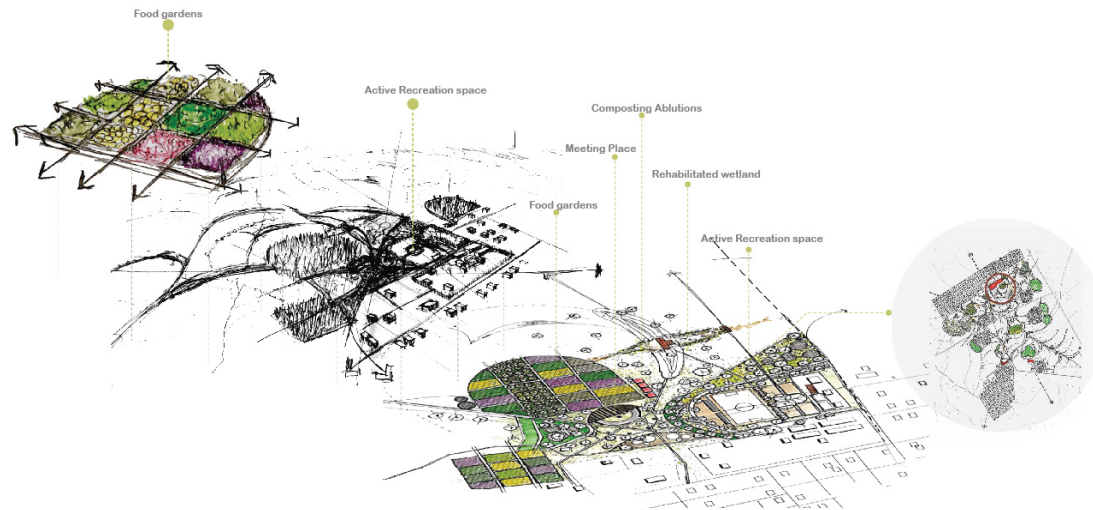 Food gardens
Active Recreation space
Composting Ablutions
Meeting Place
Rehabilitated wetland
Food gardens
Active Recreation space